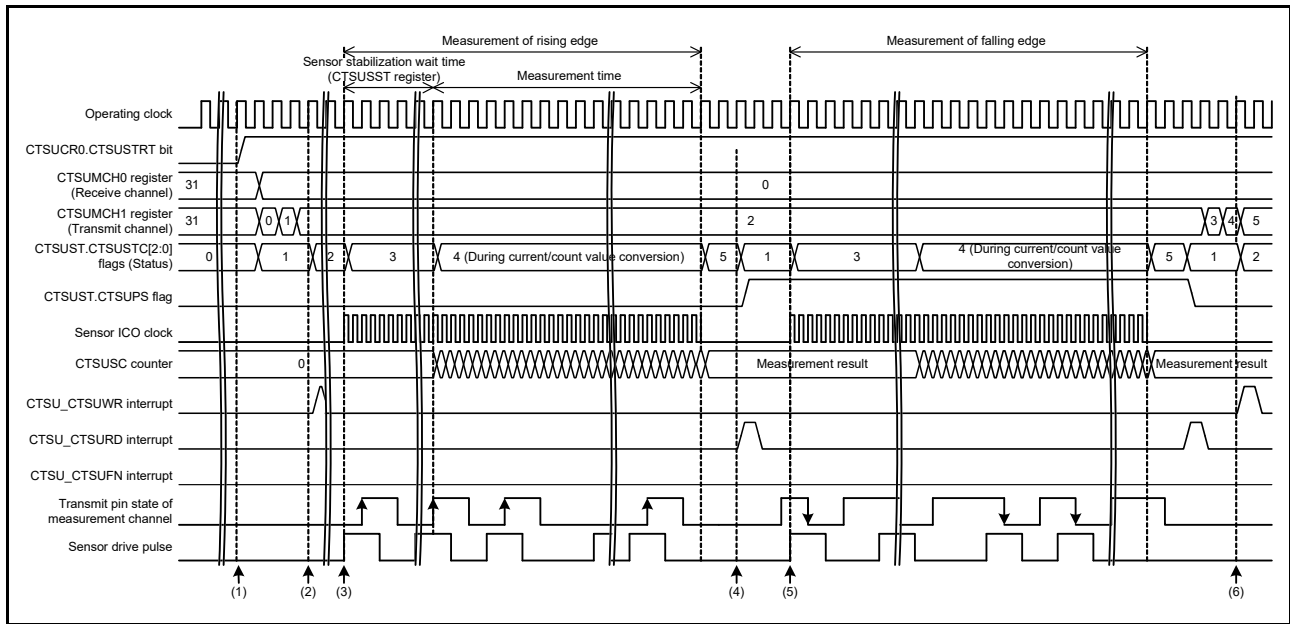 Measurement of rising edge
Measurement of falling edge
Sensor stabilization wait time
(CTSUSST register)
Measurement time
Operating clock
CTSUCR0.CTSUSTRT bit
CTSUMCH0 register
(Receive channel)
31
0
CTSUMCH1 register
(Transmit channel)
31
0
1
2
3
4
5
CTSUST.CTSUSTC[2:0]
flags (Status)
0
1
2
3
4 (During current/count value conversion)
5
1
3
4 (During current/count value
conversion)
5
1
2
CTSUST.CTSUPS flag
Sensor ICO clock
CTSUSC counter
0
Measurement result
Measurement result
CTSU_CTSUWR interrupt
CTSU_CTSURD interrupt
CTSU_CTSUFN interrupt
Transmit pin state of
measurement channel
Sensor drive pulse
(1)
(2)
(3)
(4)
(5)
(6)